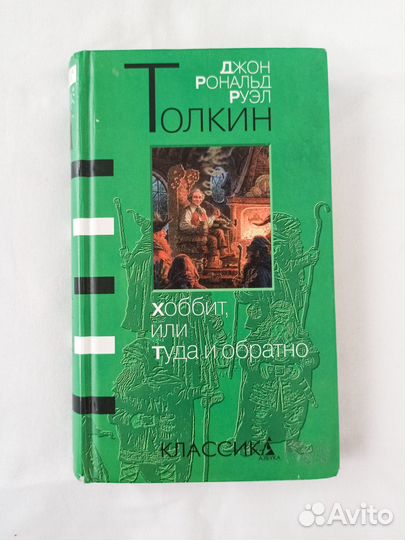 Джон
Рональд
Руэл
Толкин
Хоббит,
или
Туда и обратно
КЛАССИКА
АЗБУКА
Avito